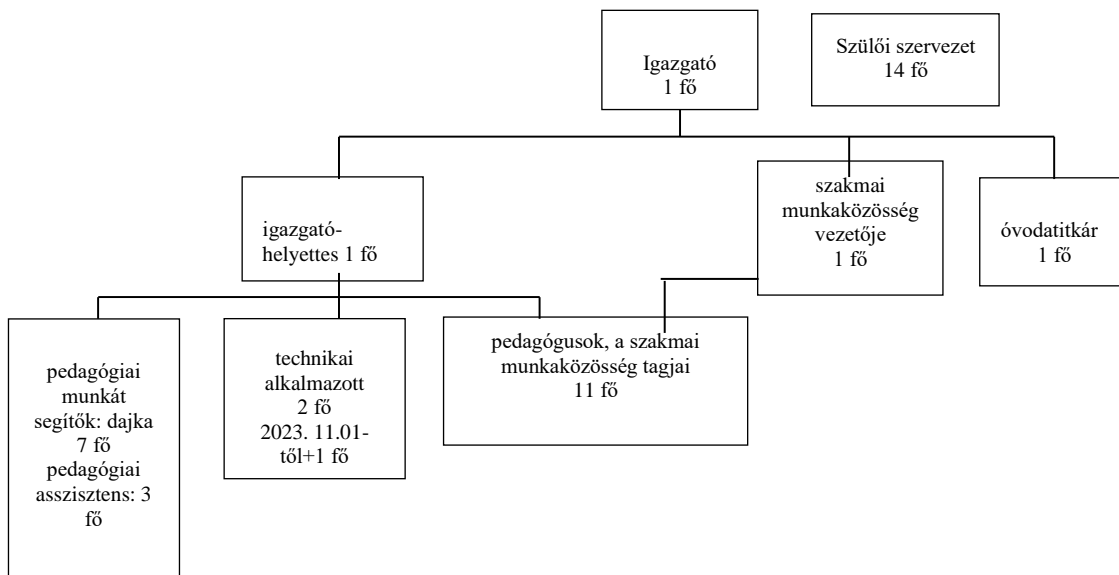 Igazgató
1 fő
Szülői szervezet
14 fő
igazgató-
helyettes 1 fő
szakmai
munkaközösség
vezetője
1 fő
óvodatitkár
1 fő
pedagógiai
munkát
segítők: dajka
7 fő
pedagógiai
asszisztens: 3
fő
technikai
alkalmazott
2 fő
2023. 11.01-
től+1 fő
pedagógusok, a szakmai
munkaközösség tagjai
11 fő